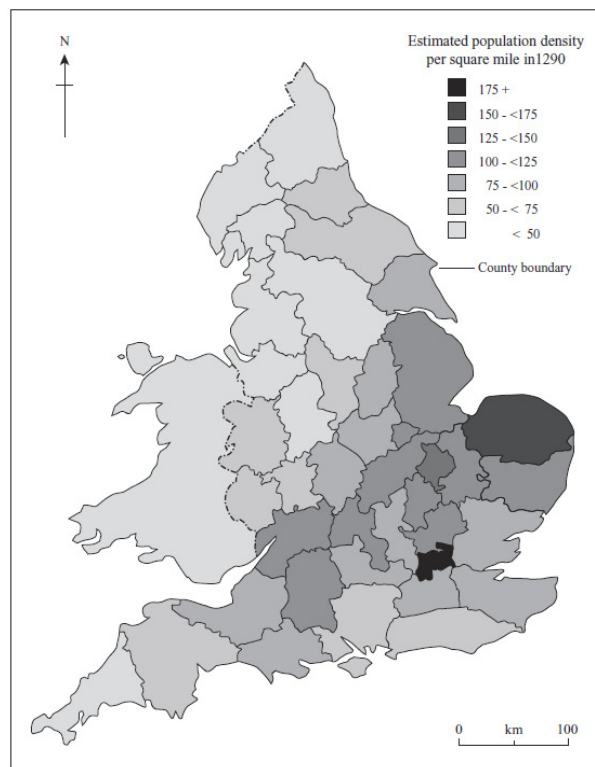 N
Estimated population density
per square mile in1290
175 +
150 - <175
125 - <150
100 - <125
75 - <100
50 - < 75
< 50
County boundary
0 km 100